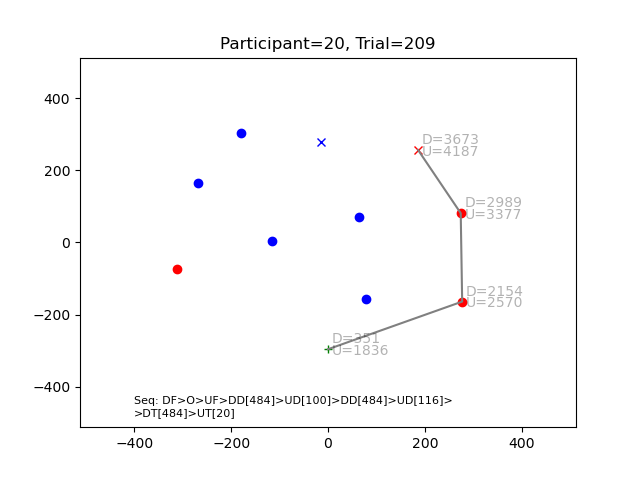 Participant=20, Trial=209
D=3673
U=4187
D=2989
U=3377
D=2154
U=2570
D=351
U=1836
Seq: DF>O>UF>DD[484]>UD[100]>DD[484]>UD[116]>
>DT[484]>UT[20]
400
200
0
−200
−400
−400 −200 0 200 400